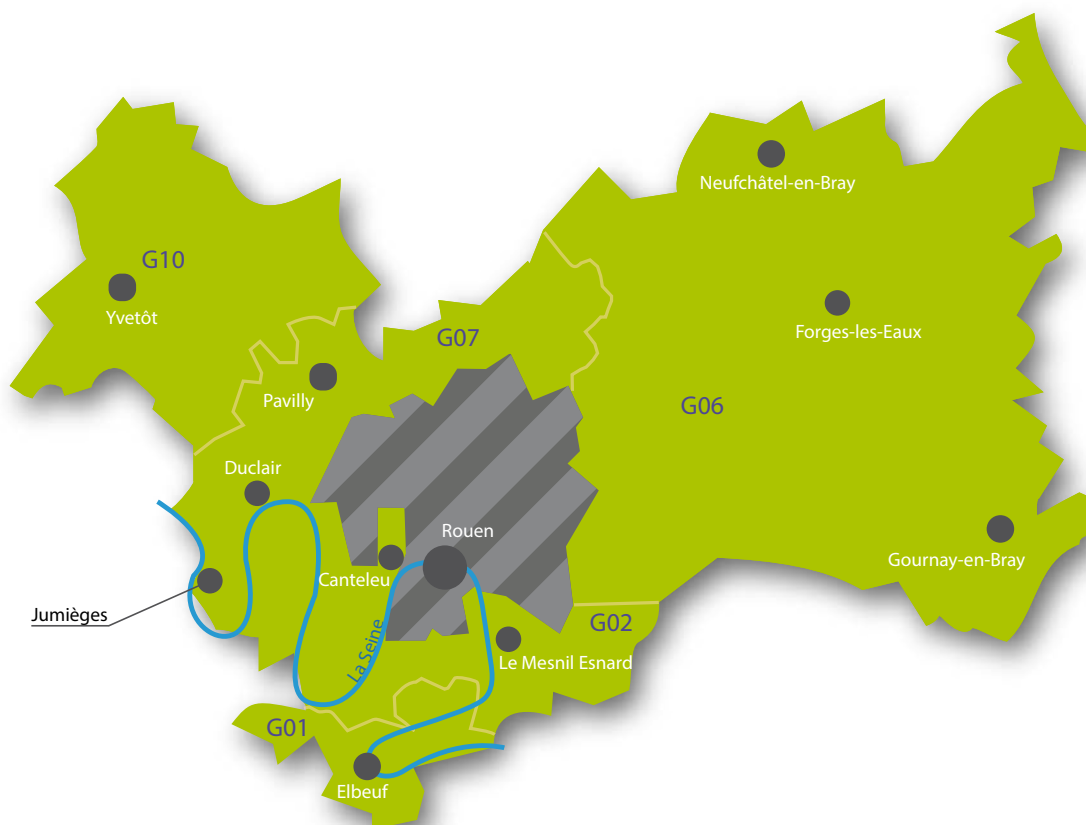 Neufchâtel-en-Bray
G10
Yvetôt
Forges-les-Eaux
G07
Pavilly
G06
Duclair
Rouen
Gournay-en-Bray
Canteleu
Jumièges
G02
La Seine
Le Mesnil Esnard
G01
Elbeuf